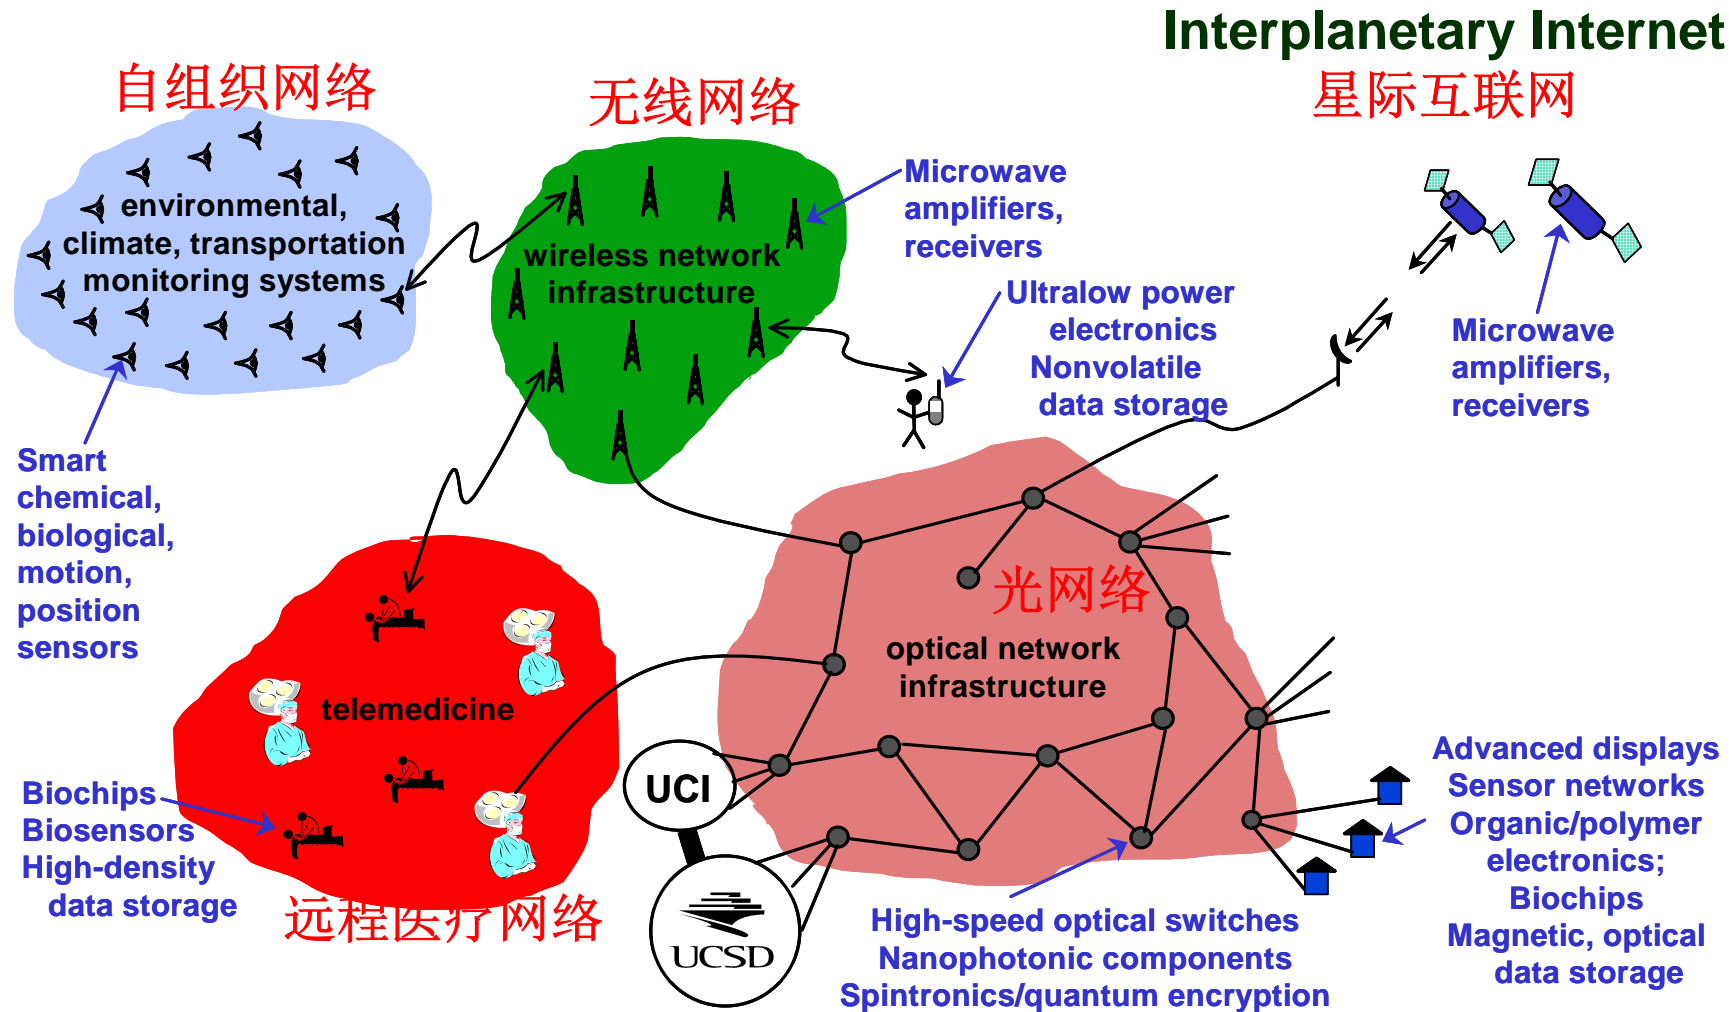 Interplanetary Internet
星际互联网
自组织网络
无线网络
environmental,
climate, transportation
monitoring systems
wireless network
infrastructure
Microwave
amplifiers,
receivers
Ultralow power
electronics
Nonvolatile
data storage
Microwave
amplifiers,
receivers
Smart
chemical,
biological,
motion,
position
sensors
光网络
optical network
infrastructure
telemedicine
Biochips
Biosensors
High-density
data storage
远程医疗网络
UCI
UCSD
High-speed optical switches
Nanophotonic components
Spintronics/quantum encryption
Advanced displays
Sensor networks
Organic/polymer
electronics;
Biochips
Magnetic, optical
data storage